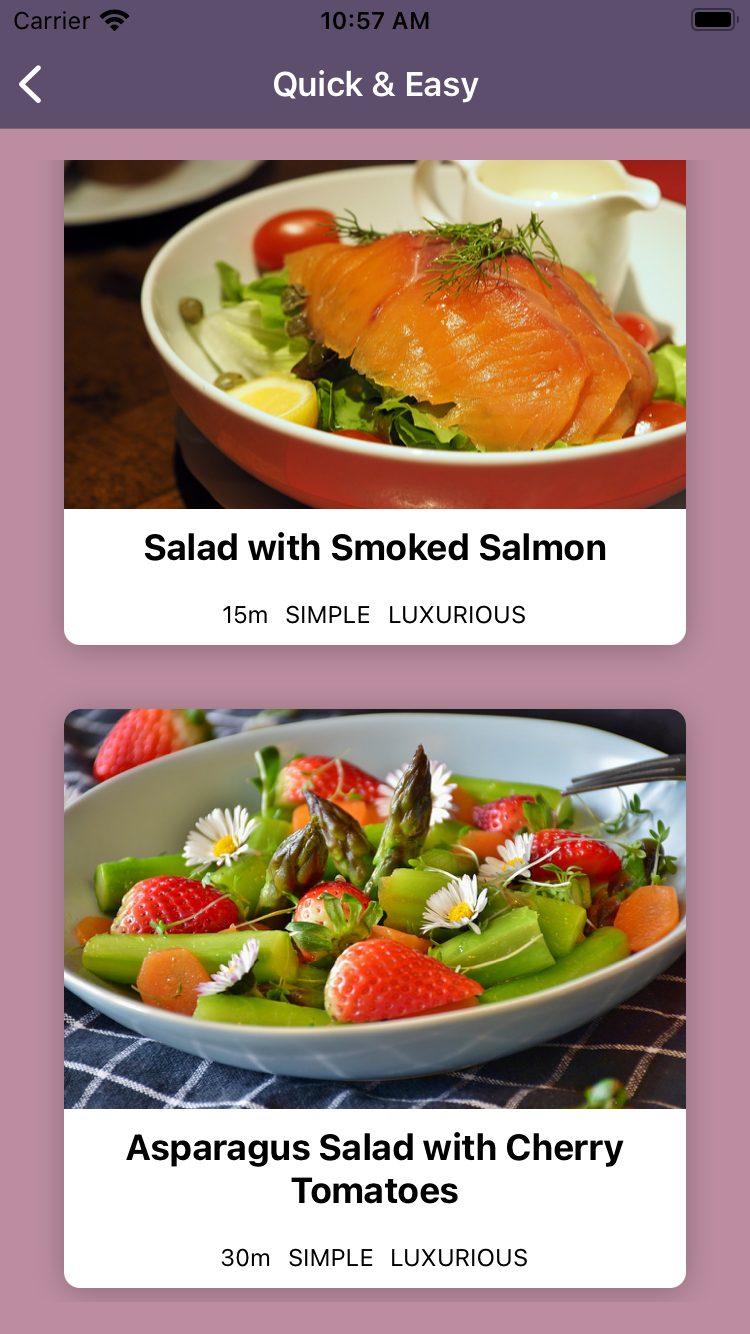 Carrier 10:57 AM
Quick & Easy
Salad with Smoked Salmon
15m SIMPLE LUXURIOUS
Asparagus Salad with Cherry
Tomatoes
30m SIMPLE LUXURIOUS